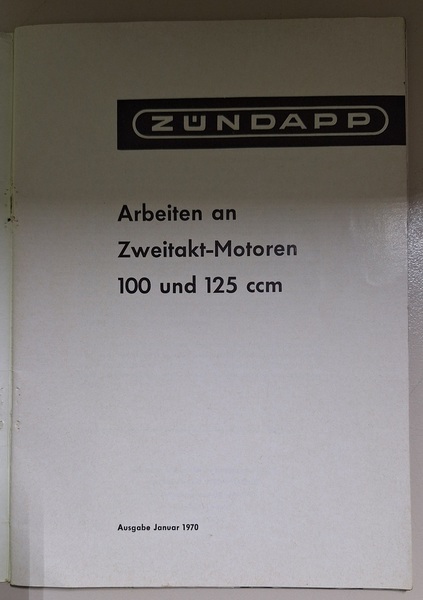 ZÜNDAPP
Arbeiten an
Zweitakt-Motoren
100 und 125 ccm
Ausgabe Januar 1970